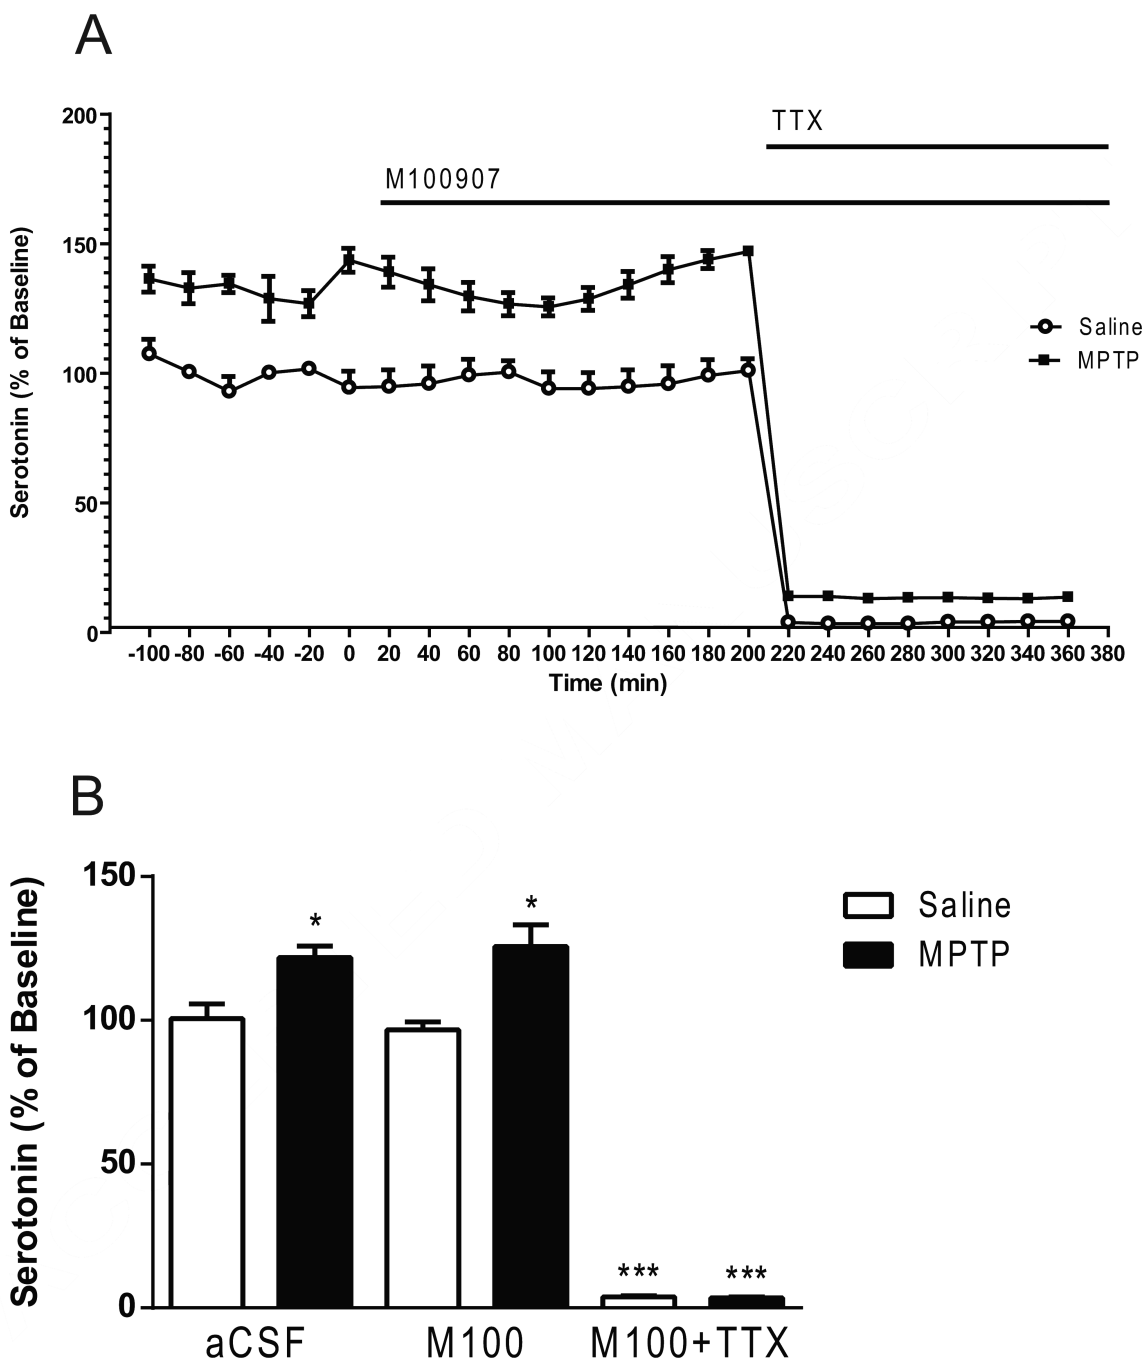 A
200
TTX
M100907
150
Serotonin (% of Baseline)
Saline
MPTP
100
50
0
-100 -80 -60 -40 -20 0 20 40 60 80 100 120 140 160 180 200 220 240 260 280 300 320 340 360 380
Time (min)
B
150
Saline
MPTP
* *
100
Serotonin (% of Baseline)
50
*** ***
0
aCSF M100 M100+TTX